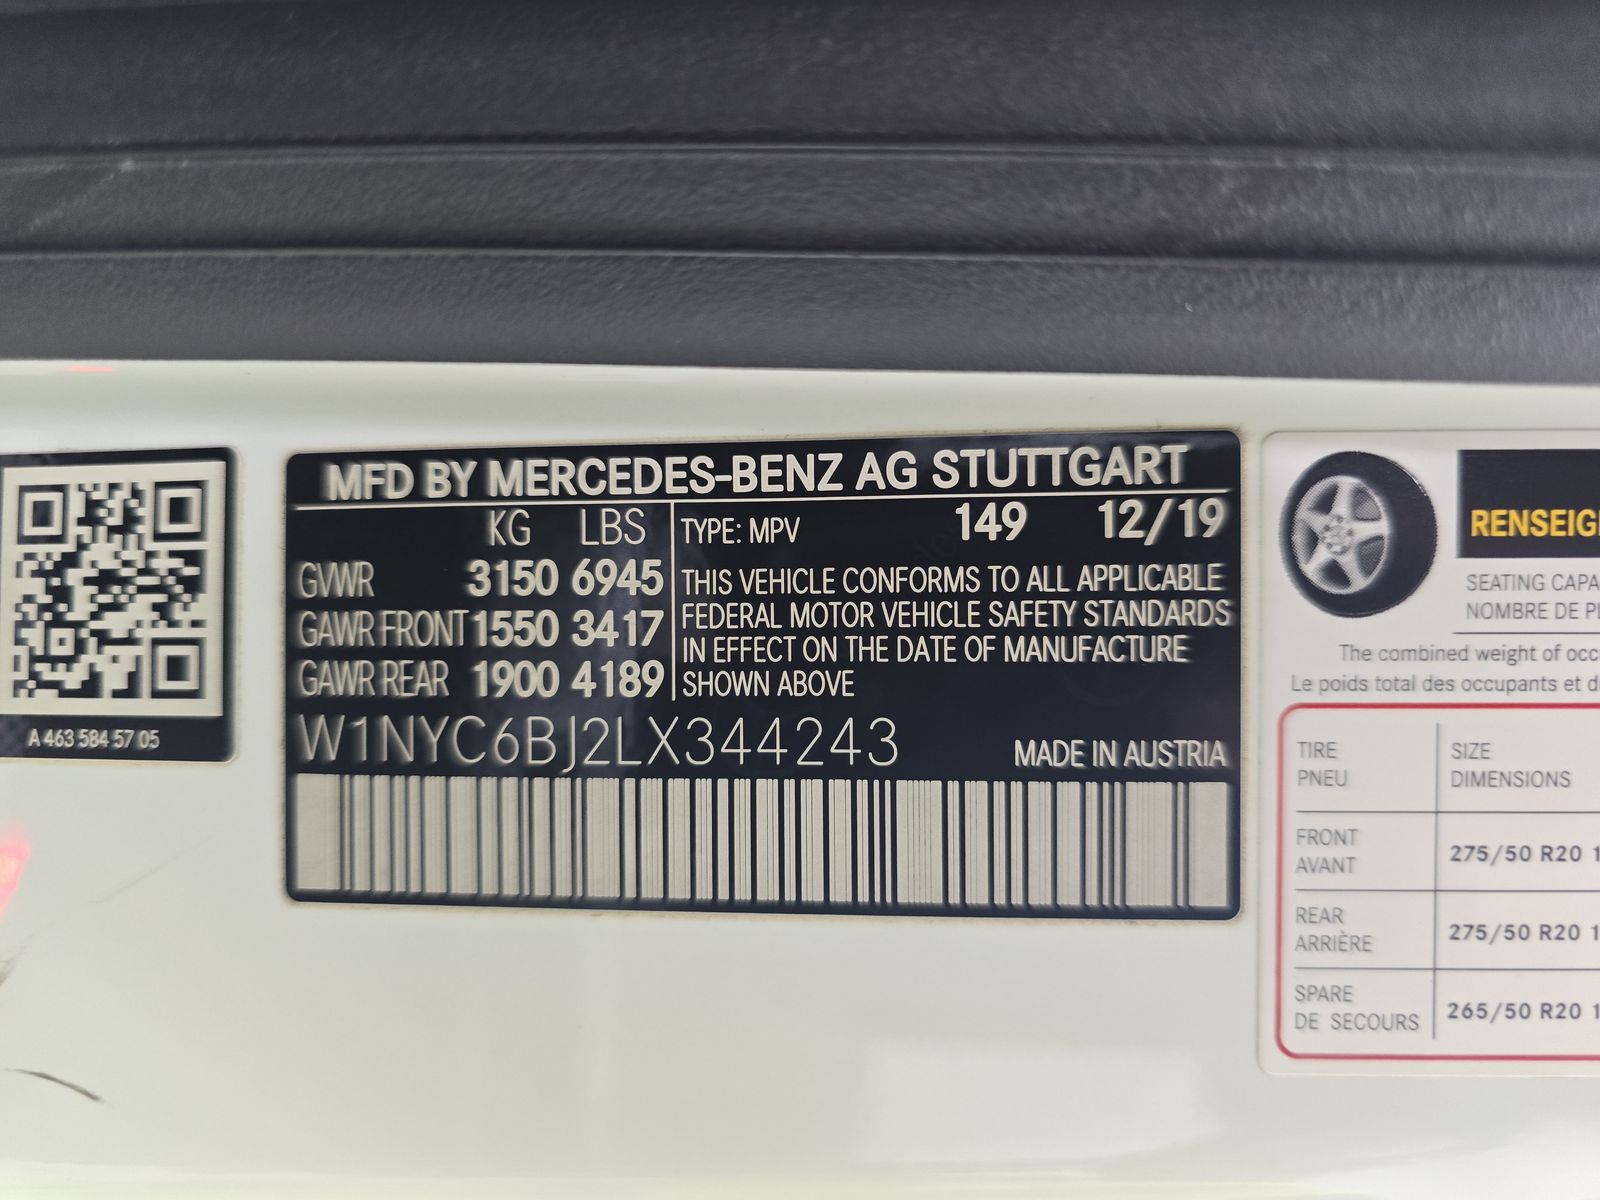 A 463 584 57 05
MFD BY MERCEDES-BENZ AG STUTTGART
KG LBS
GVWR 3150 6945
GAWR FRONT 1550 3417
GAWR REAR 1900 4189
TYPE: MPV 149 12/19
THIS VEHICLE CONFORMS TO ALL APPLICABLE
FEDERAL MOTOR VEHICLE SAFETY STANDARDS
IN EFFECT ON THE DATE OF MANUFACTURE
SHOWN ABOVE
W1NYC6BJ2LX344243
MADE IN AUSTRIA
RENSEIG
SEATING CAPA
NOMBRE DE PL
The combined weight of occ
Le poids total des occupants et d
TIRE SIZE
PNEU DIMENSIONS
FRONT
AVANT
275/50 R20 1
REAR
ARRIÈRE
275/50 R20 1
SPARE
DE SECOURS
265/50 R20 1